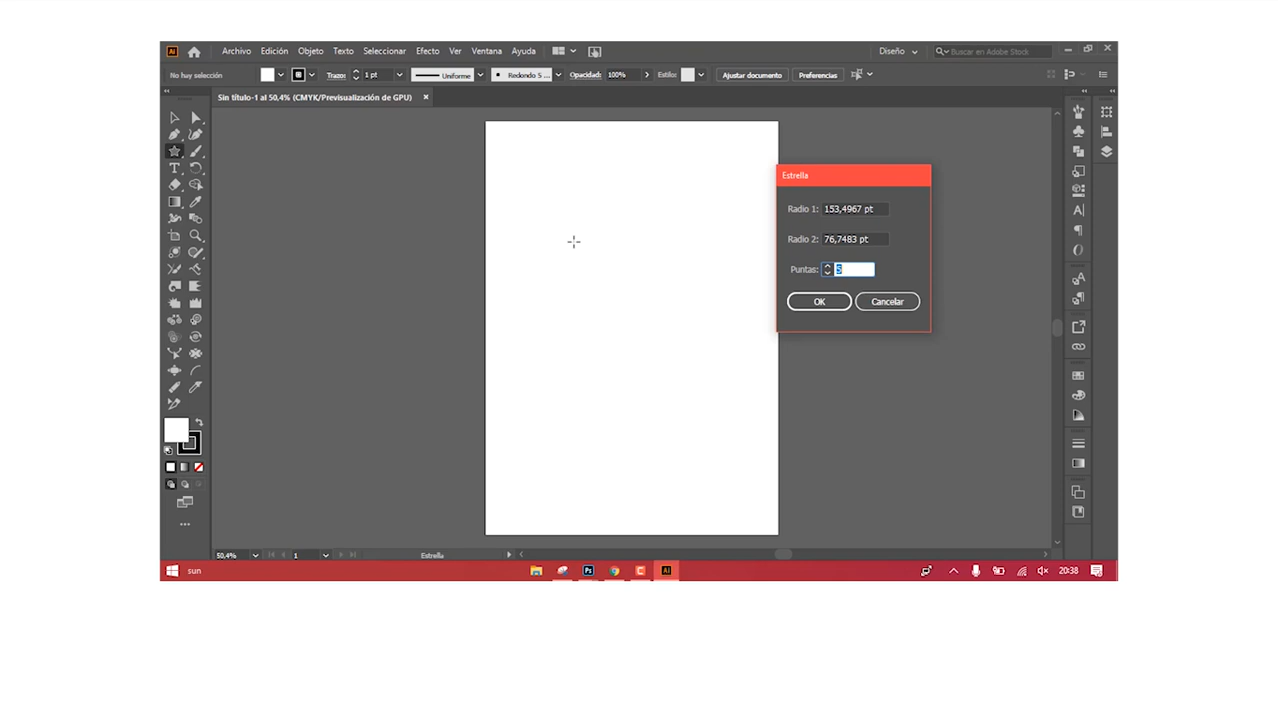 Ai Archivo Edición Objeto Texto Seleccionar Efecto Ver Ventana Ayuda Diseño Buscar en Adobe Stock
No hay selección Trazo: 1 pt Uniforme Redondo 5 ... Opacidad: 100% Estilo: Ajustar documento Preferencias
Sin título-1 al 50,4% (CMYK/Previsualización de GPU)
Estrella
Radio 1: 153,4967 pt
Radio 2: 76,7483 pt
Puntas: 5
OK Cancelar
50,4% 1 Estrella
sun Ps Ai 20:38